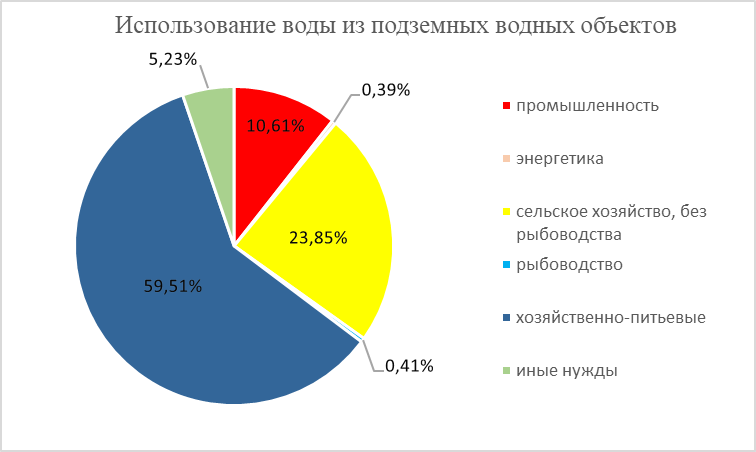 Использование воды из подземных водных объектов
5,23%
0,39%
10,61%
23,85%
59,51%
0,41%
промышленность
энергетика
сельское хозяйство, без
рыбоводства
рыбоводство
хозяйственно-питьевые
иные нужды